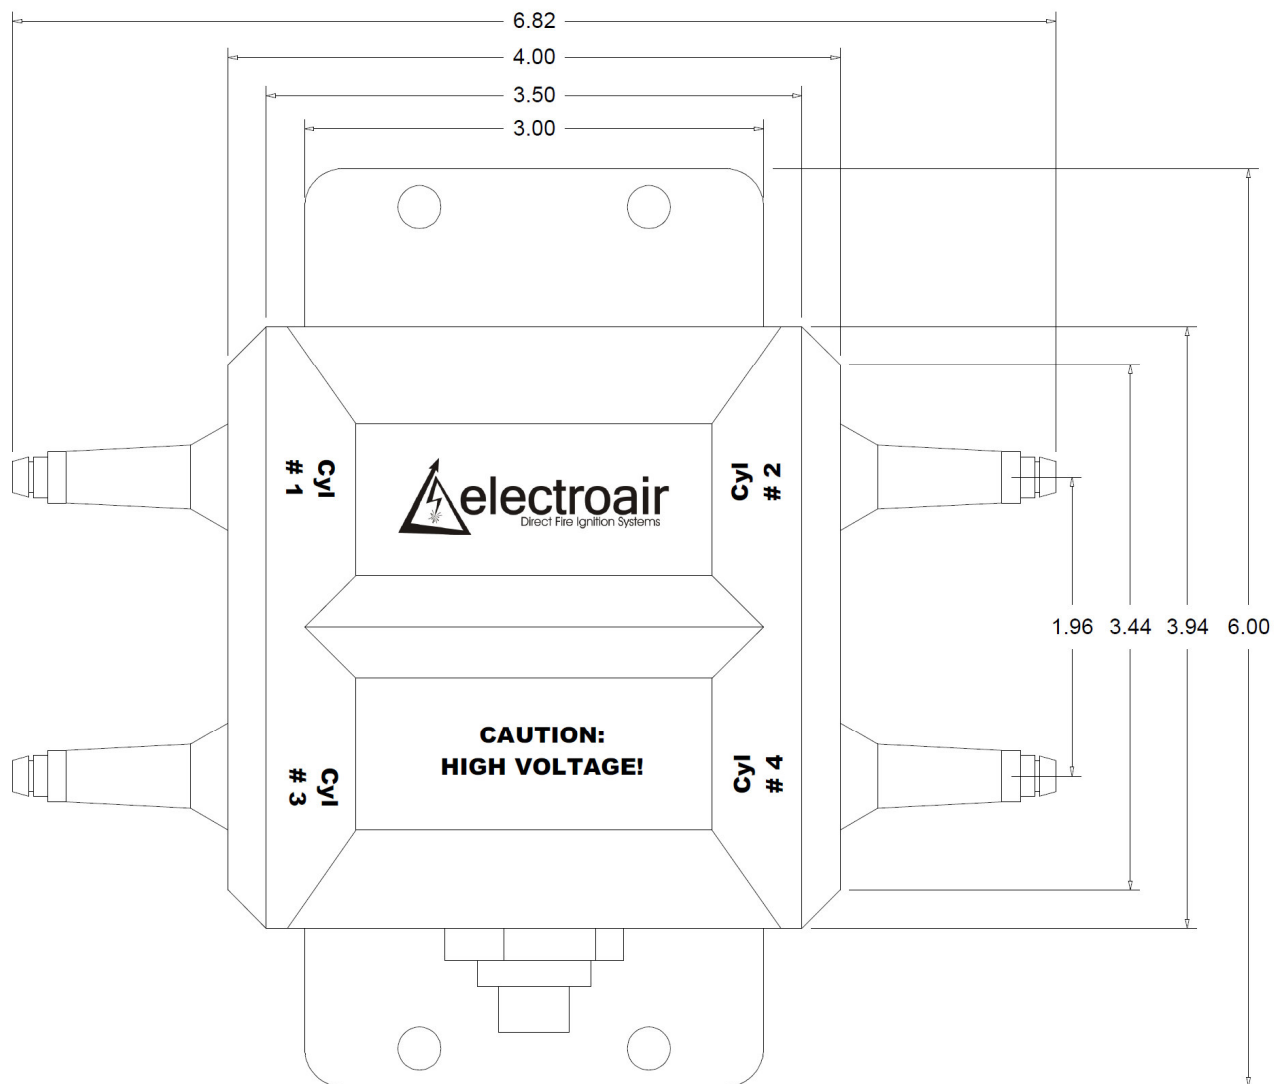 6.82
4.00
3.50
3.00
Cyl
# 1
electroair
Direct Fire Ignition Systems
Cyl
# 2
1.96 3.44 3.94 6.00
CAUTION:
HIGH VOLTAGE!
Cyl
# 3
Cyl
# 4